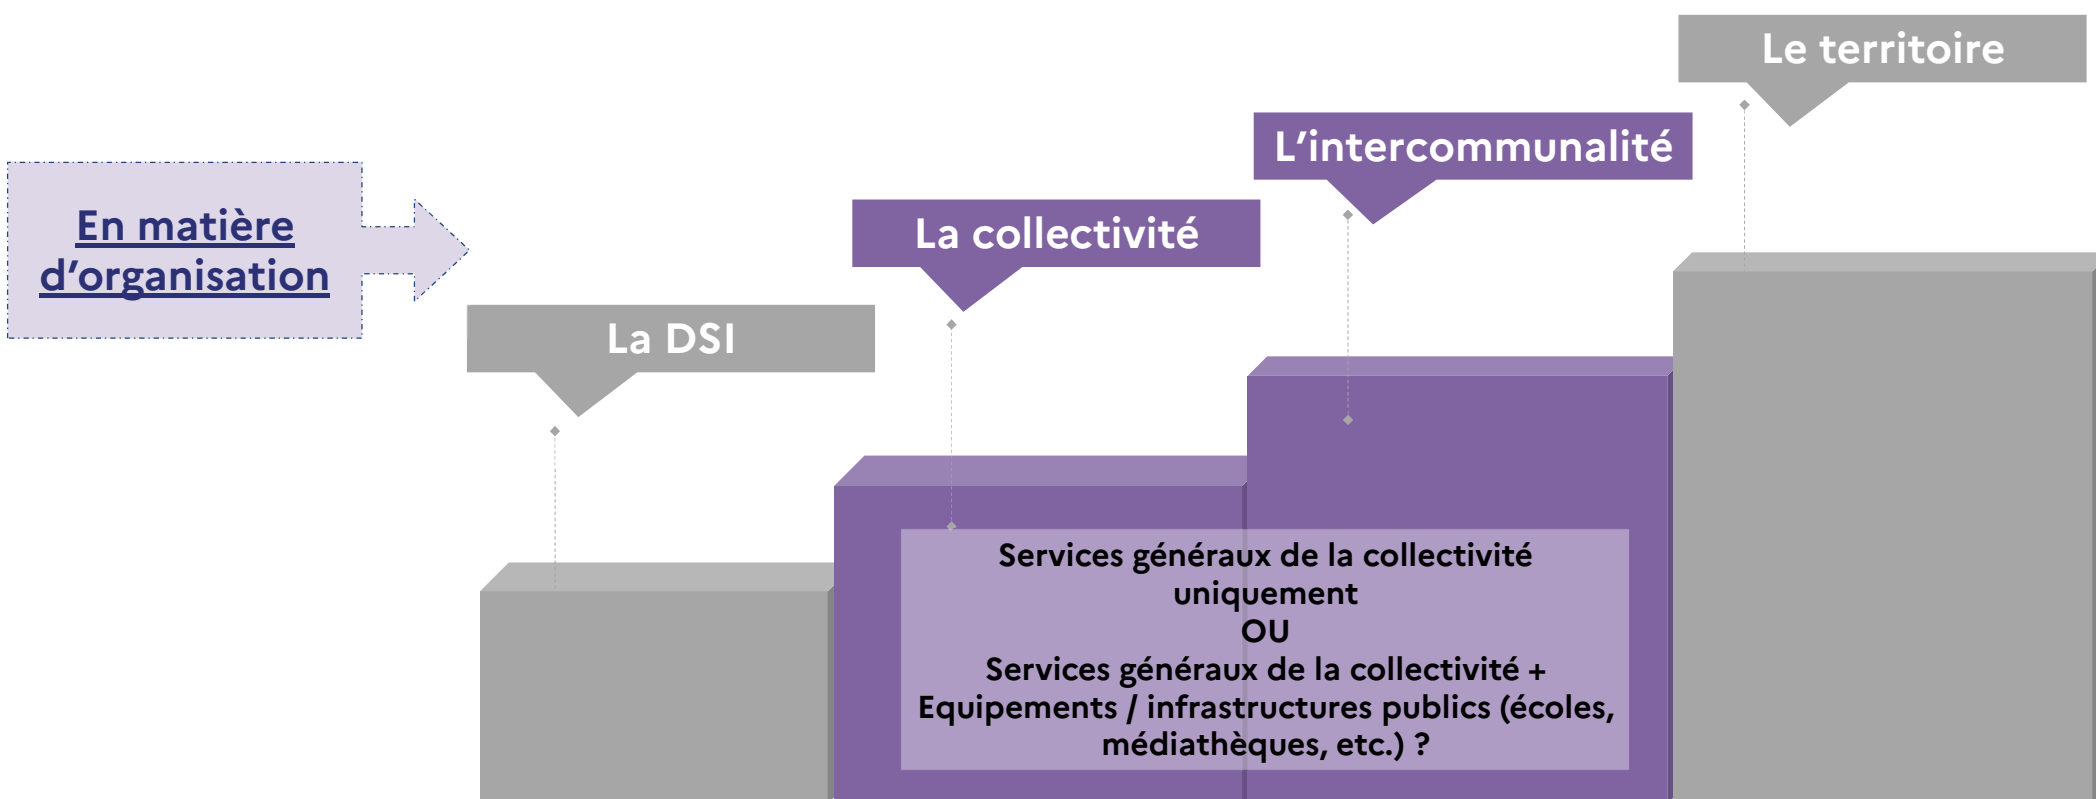 En matière
d'organisation
La DSI
La collectivité
L'intercommunalité
Le territoire
Services généraux de la collectivité
uniquement
OU
Services généraux de la collectivité +
Equipements / infrastructures publics (écoles,
médiathèques, etc.) ?